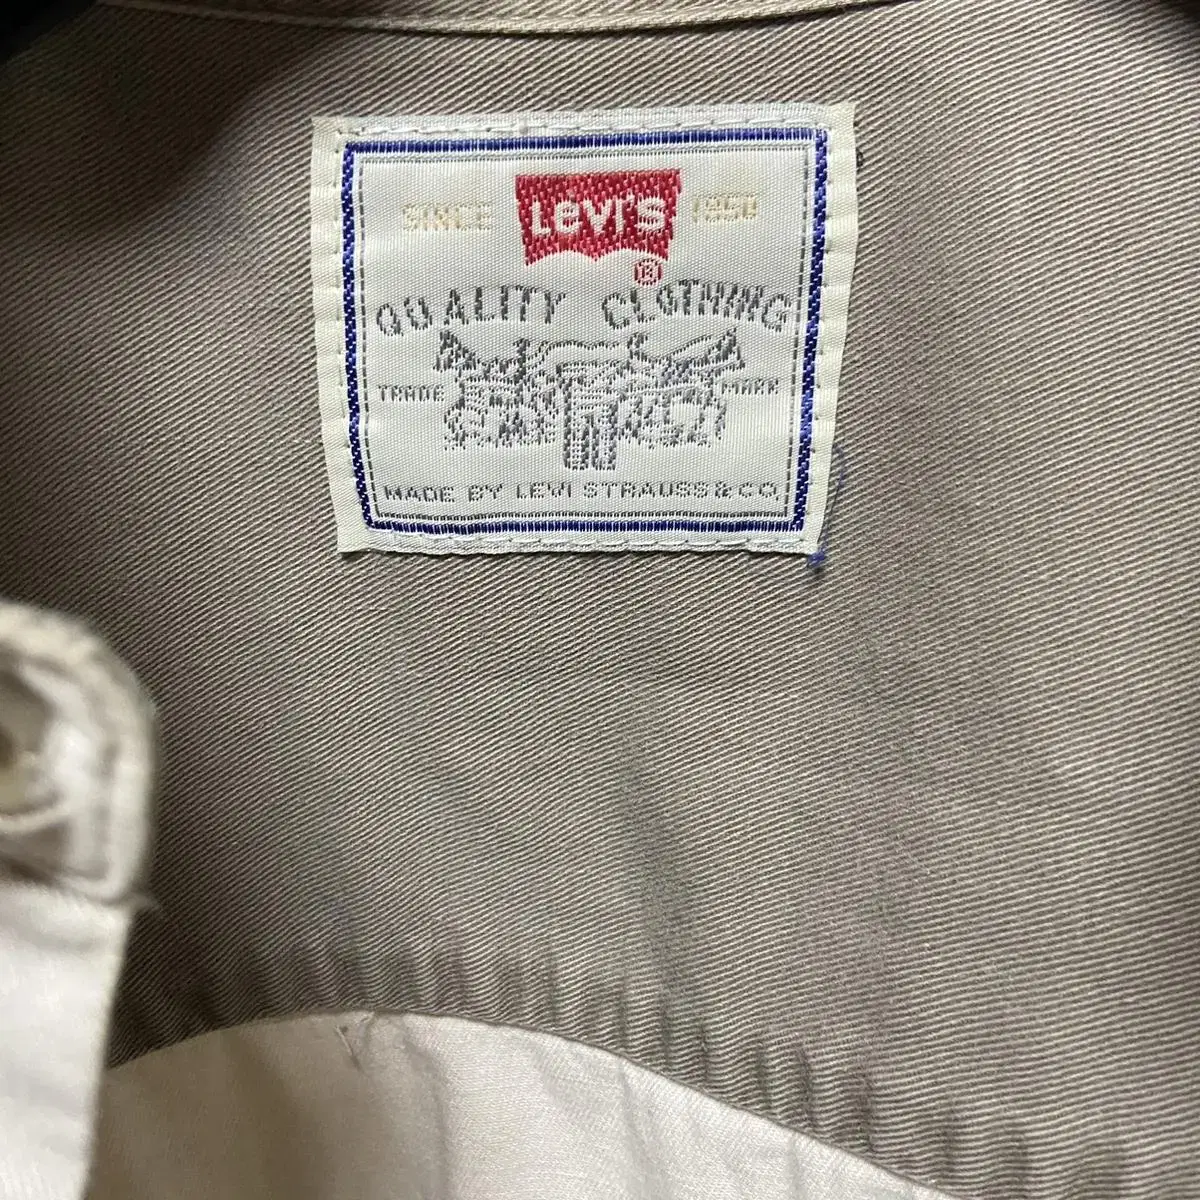 SINCE Levi's 1850
®
QUALITY CLOTHING
TRADE MARK
MADE BY LEVI STRAUSS & CO